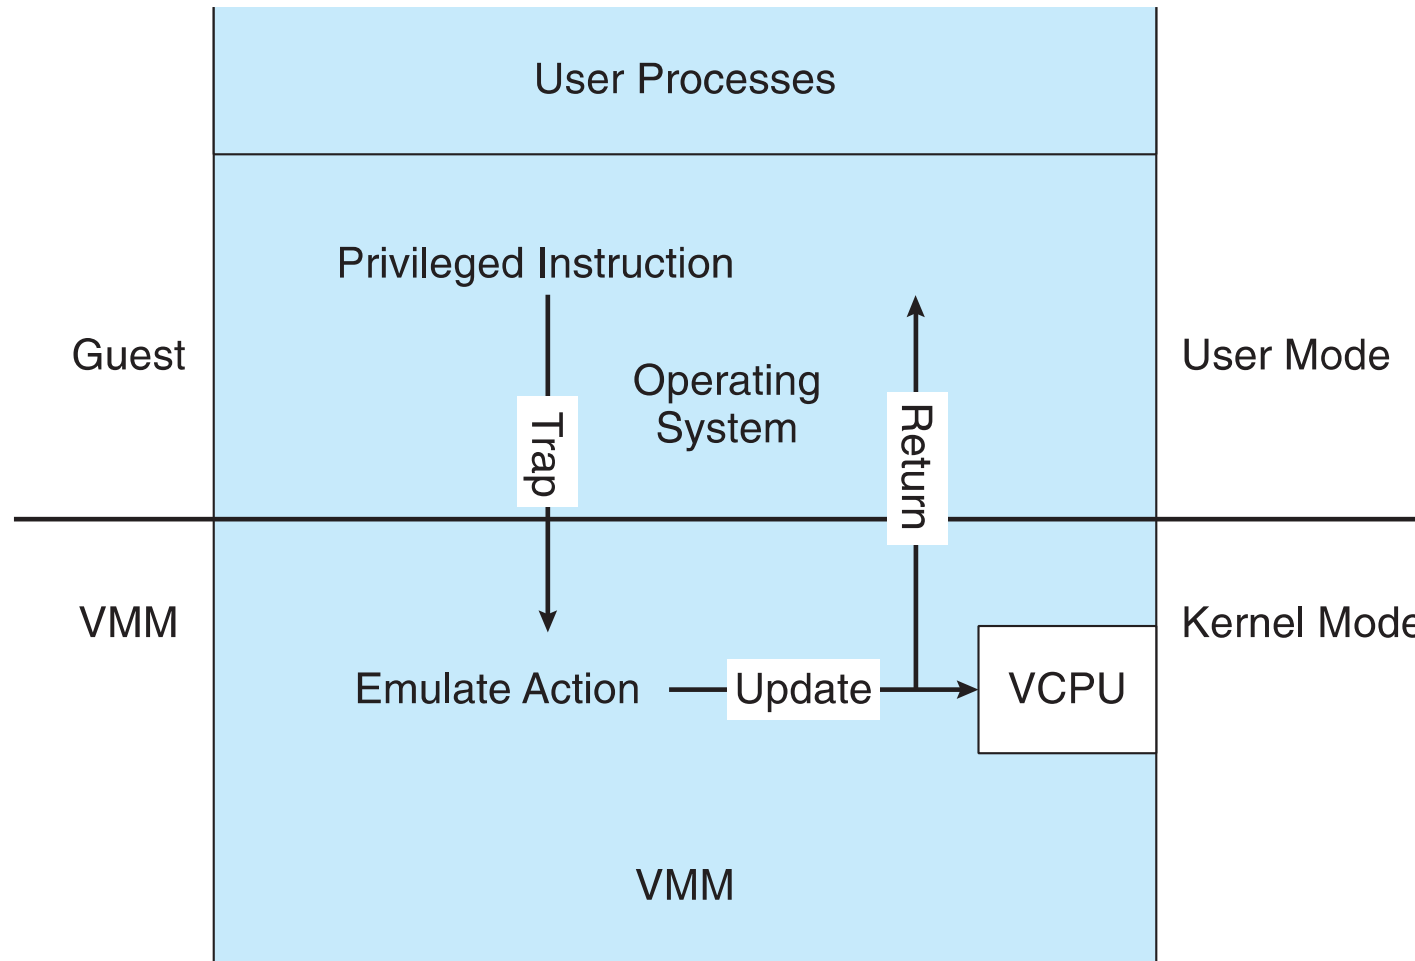 User Processes
Privileged Instruction
Guest
Operating
System
User Mode
Trap
Return
VMM
Kernel Mode
Emulate Action
Update
VCPU
VMM